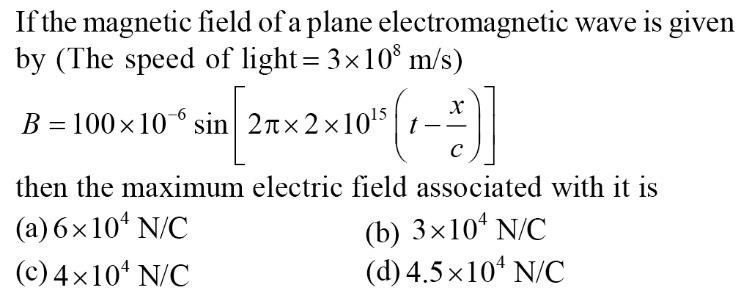 If the magnetic field of a plane electromagnetic wave is given
by (The speed of light = 3×10⁸ m/s)
B = 100×10⁻⁶ sin[2π×2×10¹⁵(t − x/c)]
then the maximum electric field associated with it is
(a) 6×10⁴ N/C (b) 3×10⁴ N/C
(c) 4×10⁴ N/C (d) 4.5×10⁴ N/C